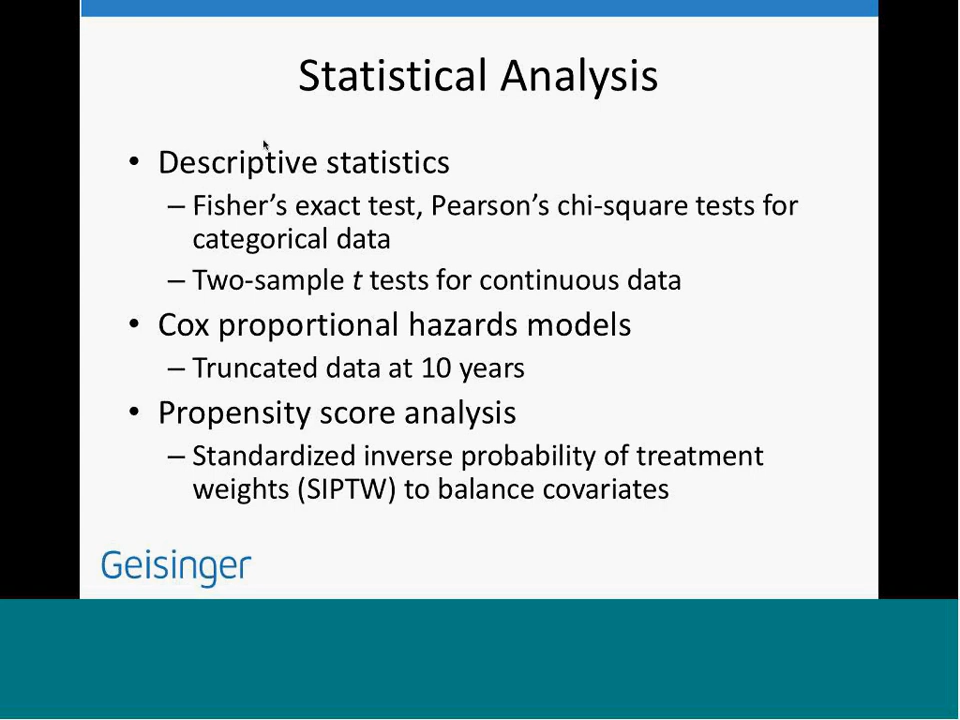 Statistical Analysis
• Descriptive statistics
– Fisher’s exact test, Pearson’s chi-square tests for
categorical data
– Two-sample t tests for continuous data
• Cox proportional hazards models
– Truncated data at 10 years
• Propensity score analysis
– Standardized inverse probability of treatment
weights (SIPTW) to balance covariates
Geisinger